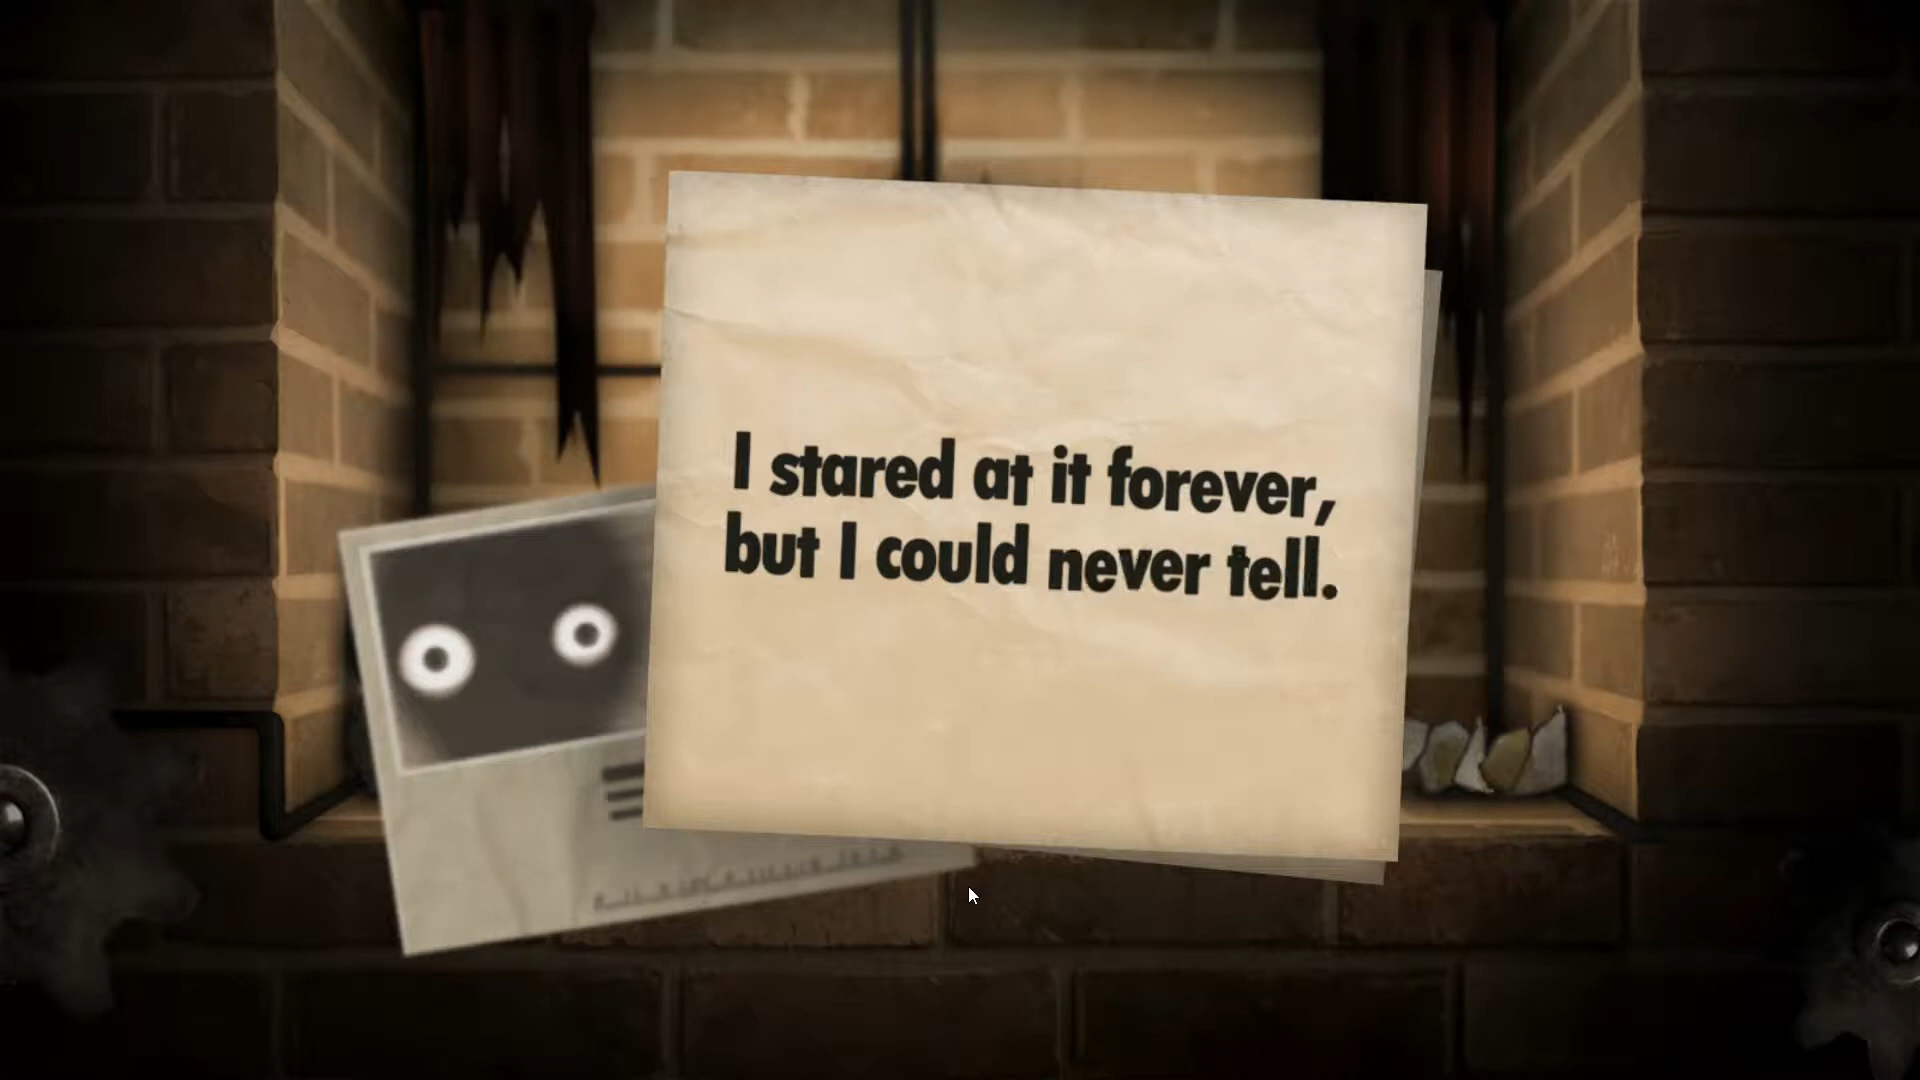 I stared at it forever,
but I could never tell.